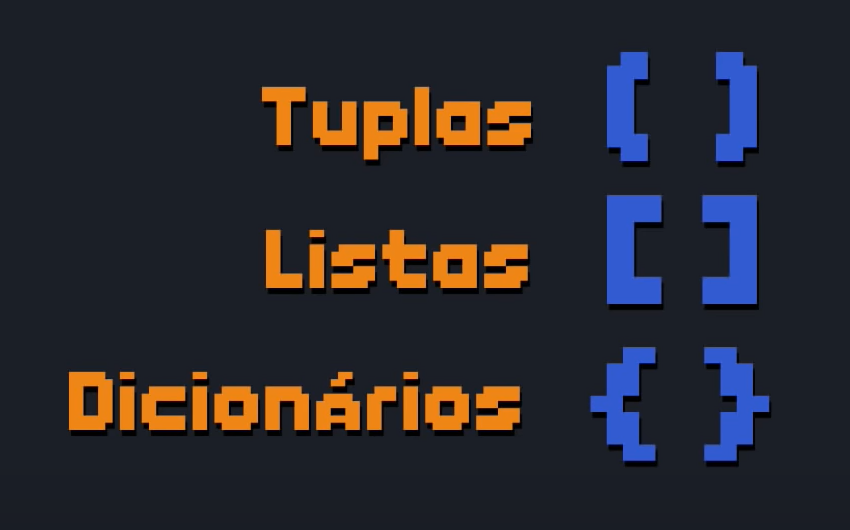 Tuplas ( )
Listas [ ]
Dicionários { }